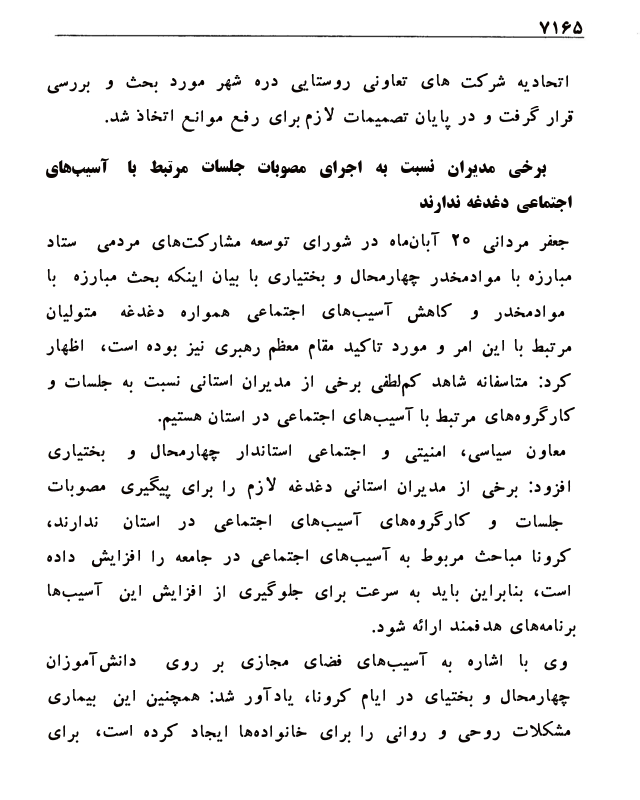 ۷۱۶۵
اتحادیه شرکت های تعاونی روستایی دره شهر مورد بحث و بررسی
قرار گرفت و در پایان تصمیمات لازم برای رفع موانع اتخاذ شد.
برخی مدیران نسبت به اجرای مصوبات جلسات مرتبط با آسیب‌های
اجتماعی دغدغه ندارند
جعفر مردانی ۲۰ آبان‌ماه در شورای توسعه مشارکت‌های مردمی ستاد
مبارزه با موادمخدر چهارمحال و بختیاری با بیان اینکه بحث مبارزه با
موادمخدر و کاهش آسیب‌های اجتماعی همواره دغدغه متولیان
مرتبط با این امر و مورد تاکید مقام معظم رهبری نیز بوده است، اظهار
کرد: متاسفانه شاهد کم‌لطفی برخی از مدیران استانی نسبت به جلسات و
کارگروه‌های مرتبط با آسیب‌های اجتماعی در استان هستیم.
معاون سیاسی، امنیتی و اجتماعی استاندار چهارمحال و بختیاری
افزود: برخی از مدیران استانی دغدغه لازم را برای پیگیری مصوبات
جلسات و کارگروه‌های آسیب‌های اجتماعی در استان ندارند،
کرونا مباحث مربوط به آسیب‌های اجتماعی در جامعه را افزایش داده
است، بنابراین باید به سرعت برای جلوگیری از افزایش این آسیب‌ها
برنامه‌های هدفمند ارائه شود.
وی با اشاره به آسیب‌های فضای مجازی بر روی دانش‌آموزان
چهارمحال و بختیای در ایام کرونا، یادآور شد: همچنین این بیماری
مشکلات روحی و روانی را برای خانواده‌ها ایجاد کرده است، برای